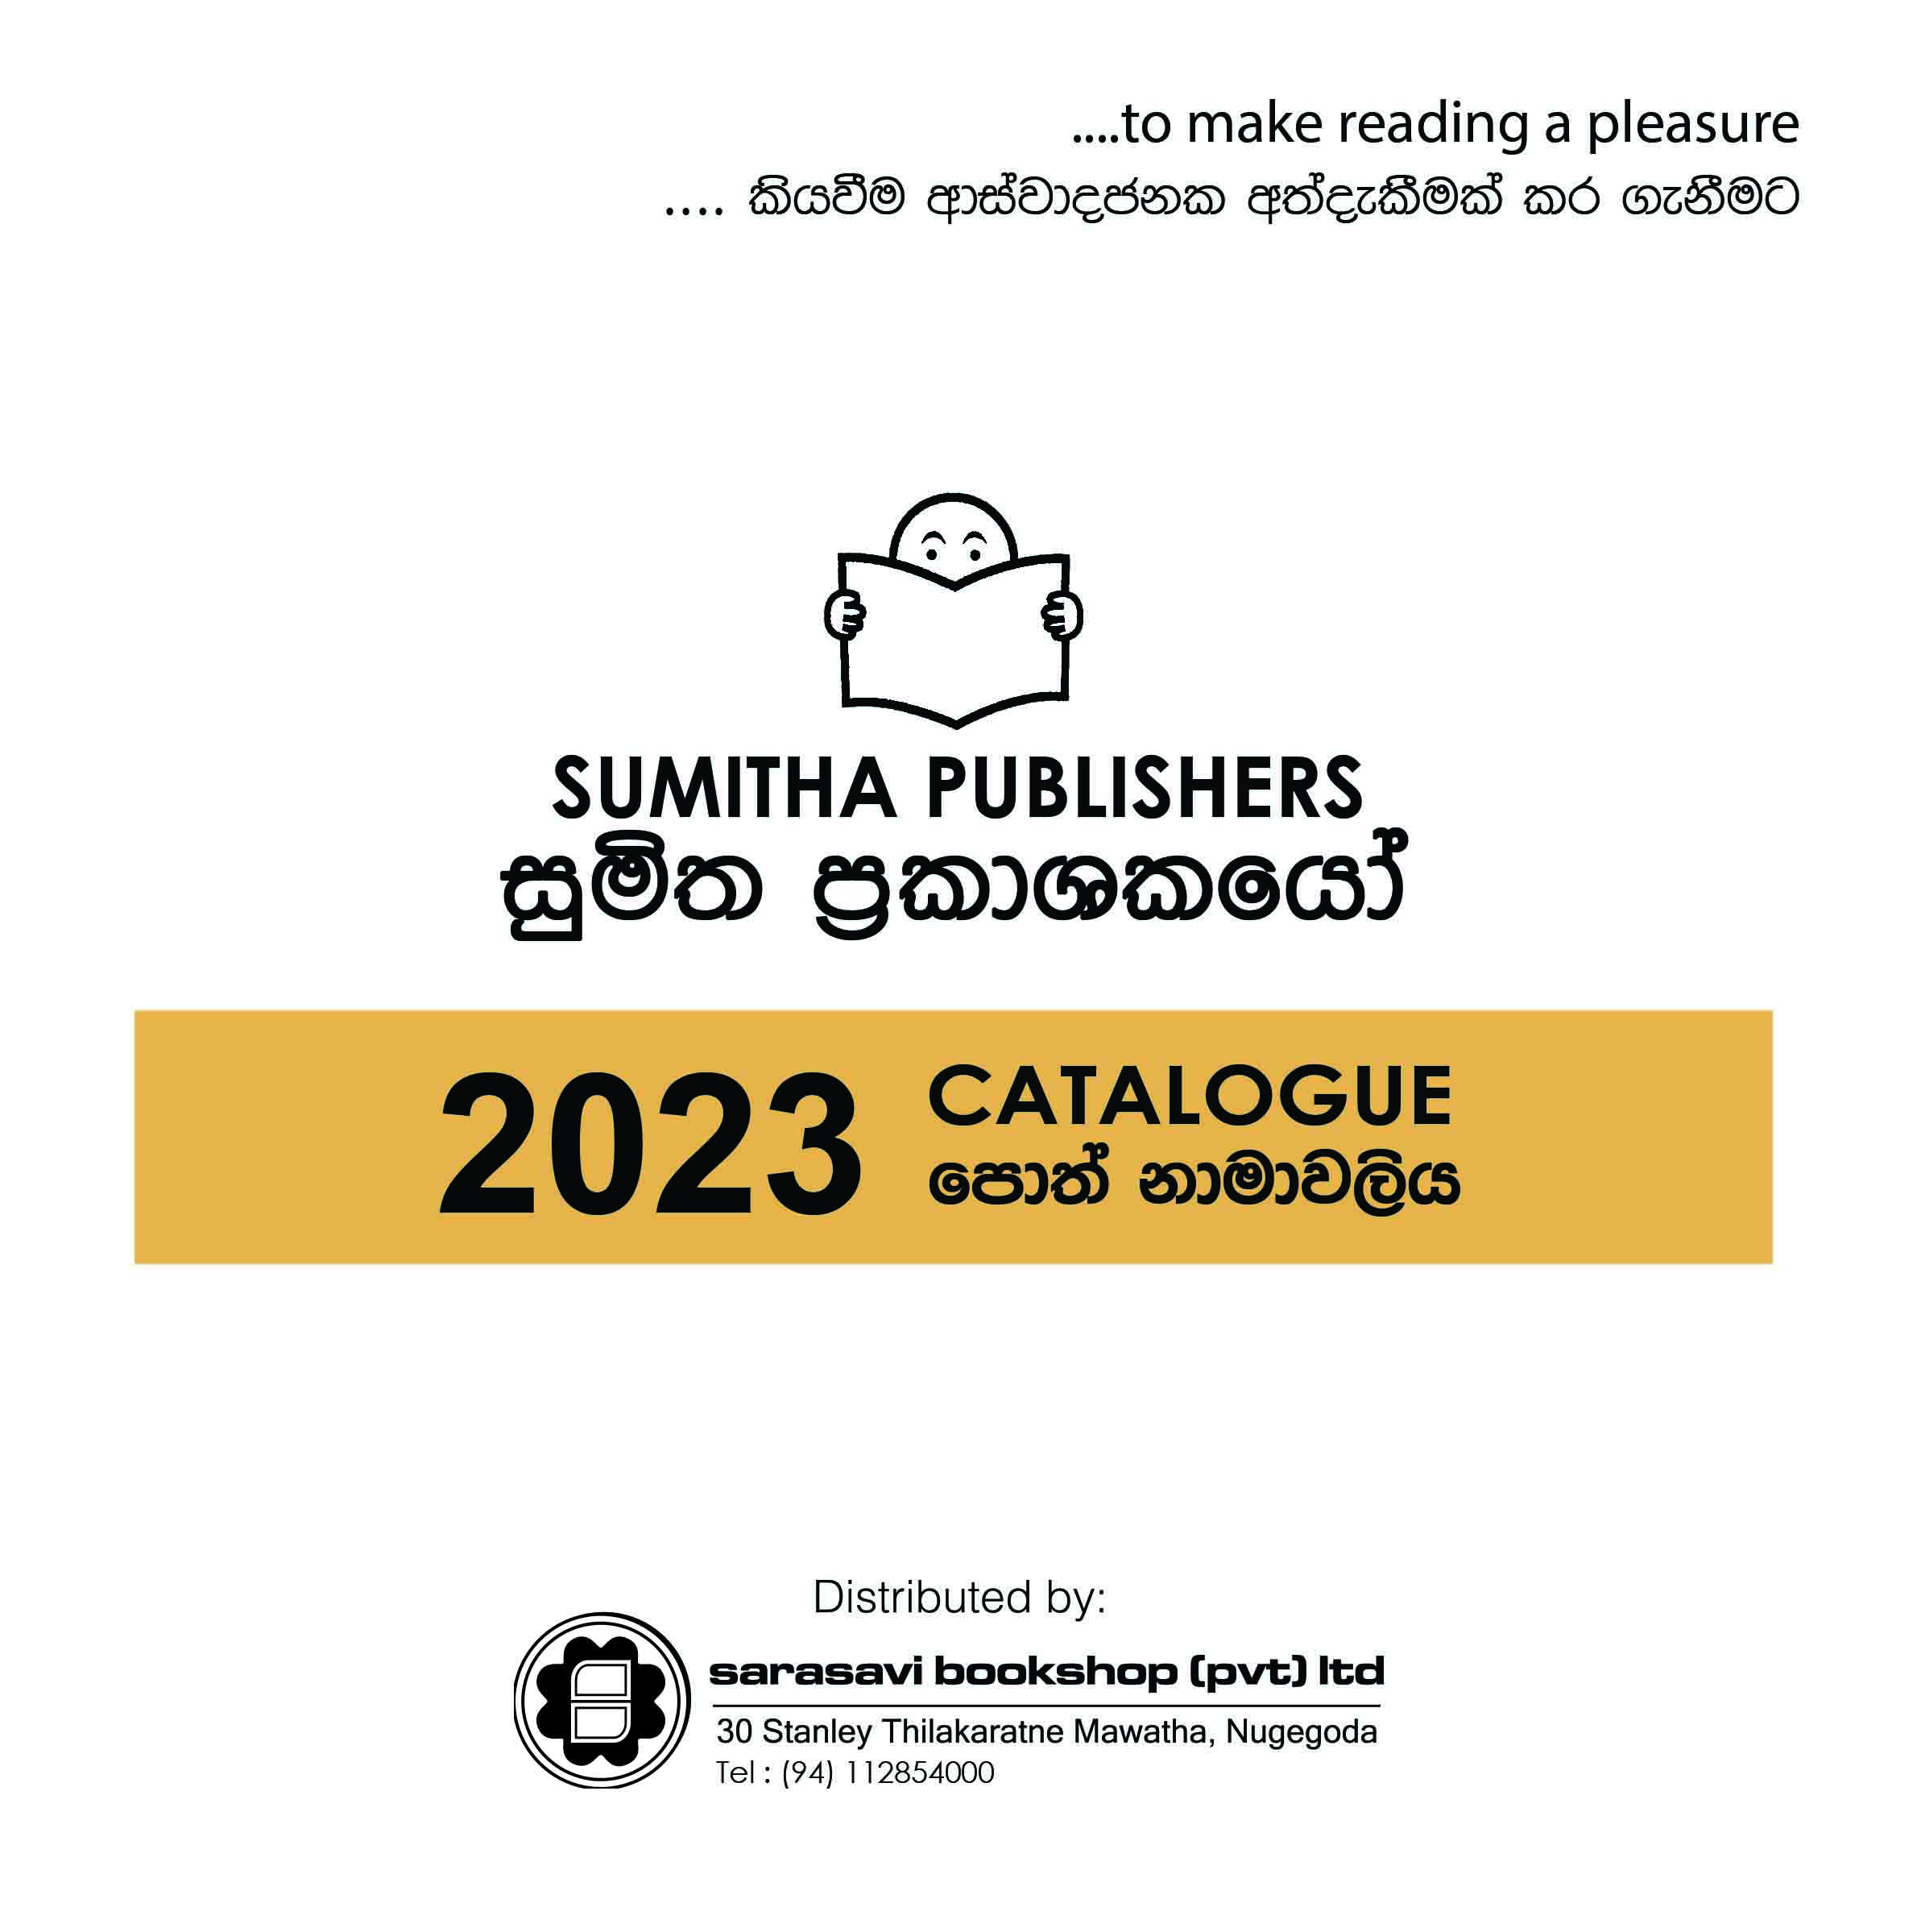 ....to make reading a pleasure
.... කියවීම ආස්වාදජනක අත්දැකීමක් කර ගැනීමට
SUMITHA PUBLISHERS
සුමිත ප්‍රකාශකයෝ
2023 CATALOGUE
පොත් නාමාවලිය
Distributed by:
sarasavi bookshop (pvt) ltd
30 Stanley Thilakaratne Mawatha, Nugegoda
Tel : (94) 112854000